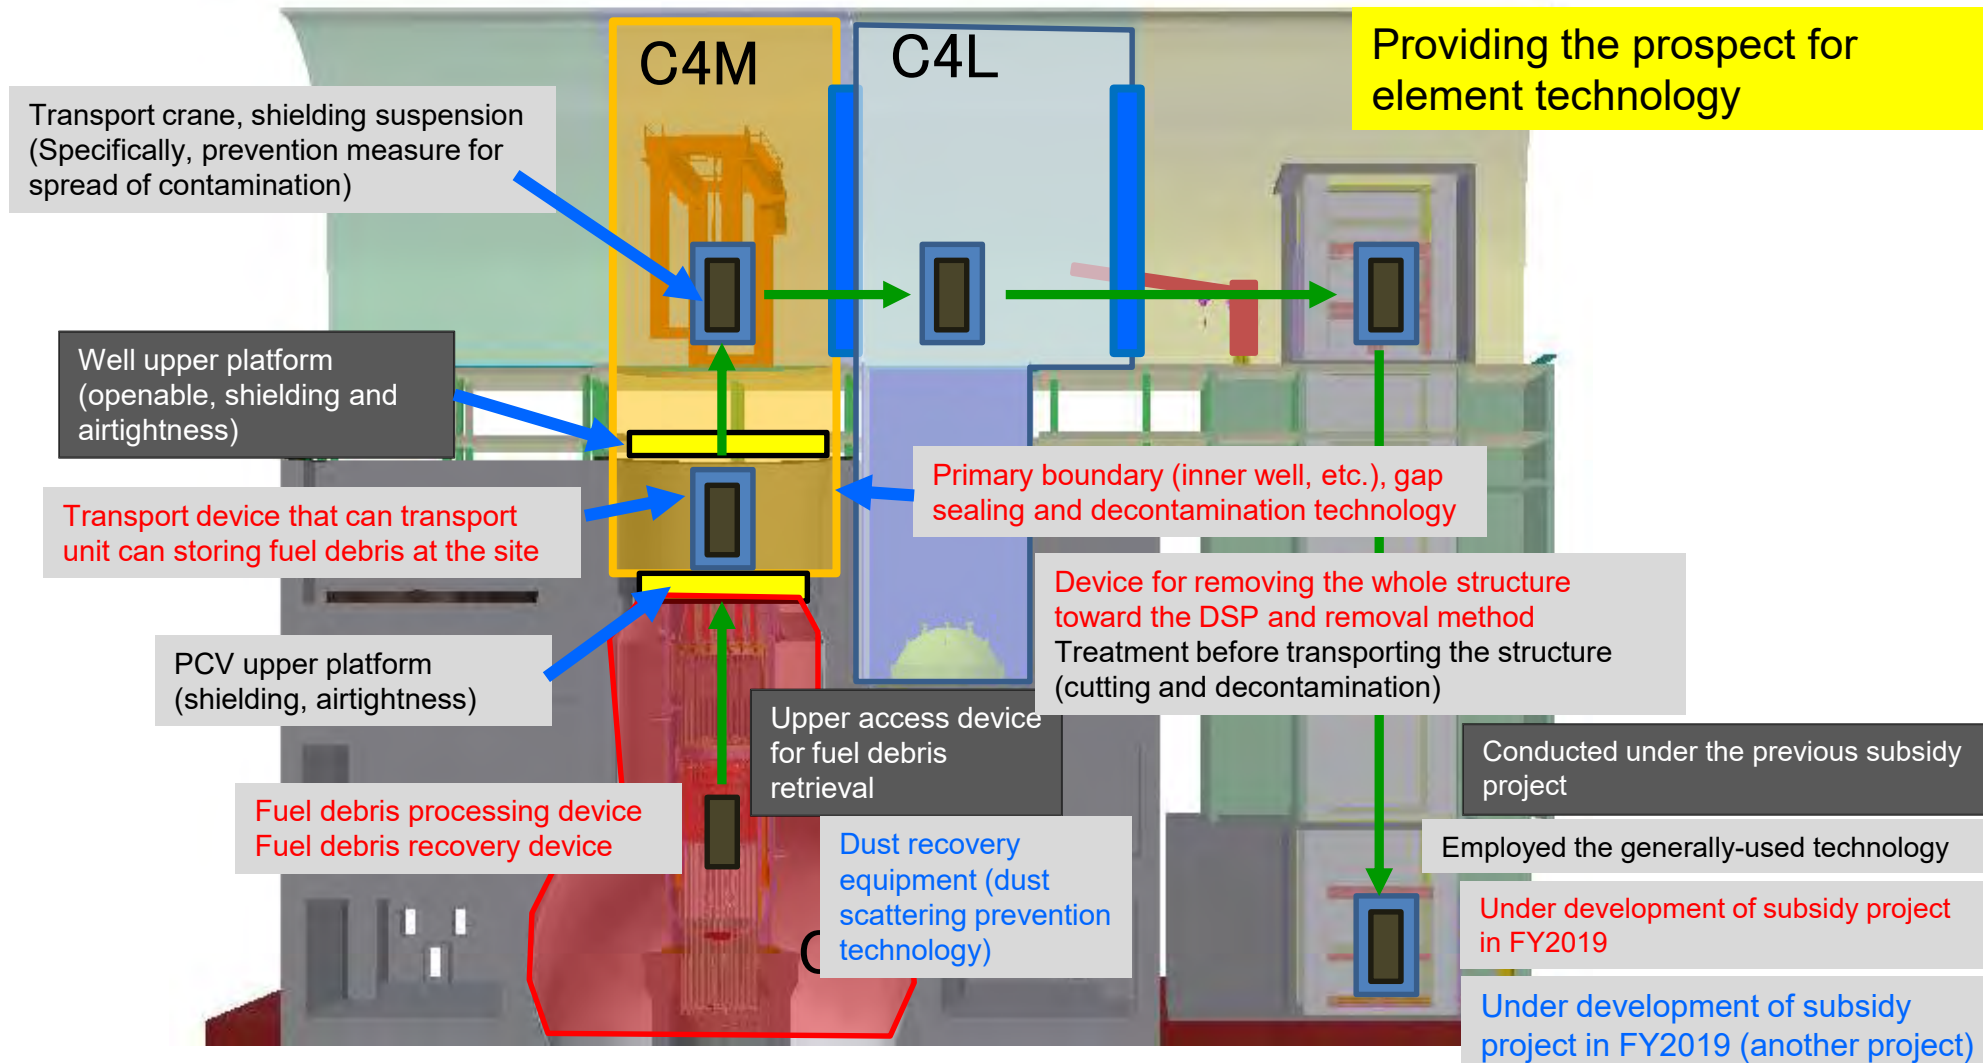 C4M
C4L
Providing the prospect for
element technology
Transport crane, shielding suspension
(Specifically, prevention measure for
spread of contamination)
Well upper platform
(openable, shielding and
airtightness)
Primary boundary (inner well, etc.), gap
sealing and decontamination technology
Transport device that can transport
unit can storing fuel debris at the site
Device for removing the whole structure
toward the DSP and removal method
Treatment before transporting the structure
(cutting and decontamination)
PCV upper platform
(shielding, airtightness)
Upper access device
for fuel debris
retrieval
Conducted under the previous subsidy
project
Fuel debris processing device
Fuel debris recovery device
Dust recovery
equipment (dust
scattering prevention
technology)
Employed the generally-used technology
Under development of subsidy project
in FY2019
Under development of subsidy
project in FY2019 (another project)